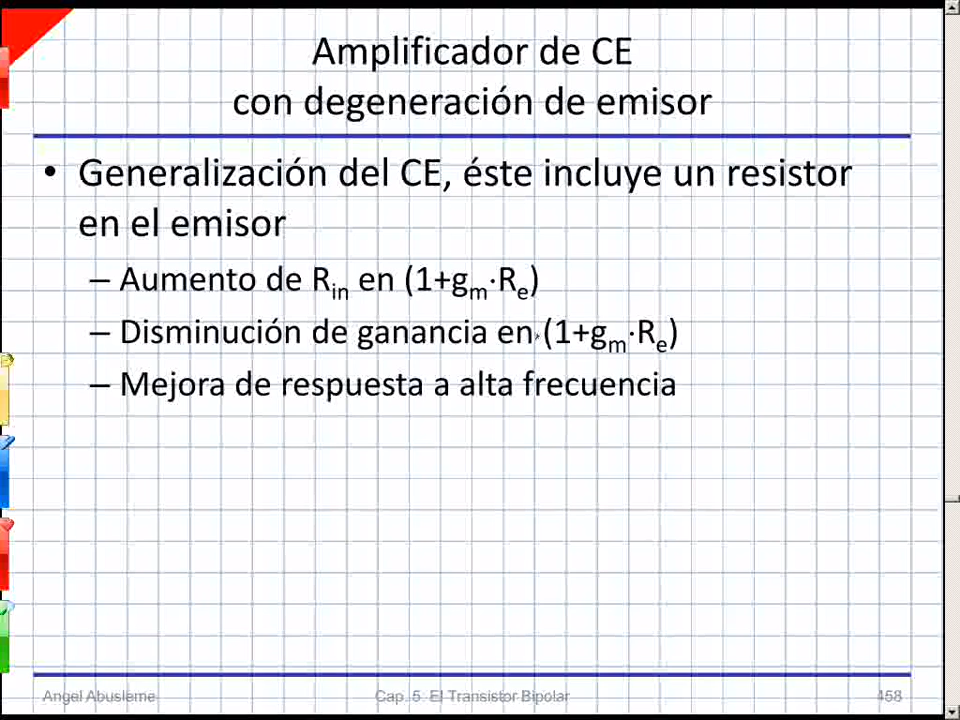 Amplificador de CE
con degeneración de emisor
• Generalización del CE, éste incluye un resistor
en el emisor
– Aumento de Rin en (1+gm·Re)
– Disminución de ganancia en (1+gm·Re)
– Mejora de respuesta a alta frecuencia
Angel Abusleme Cap. 5: El Transistor Bipolar 458